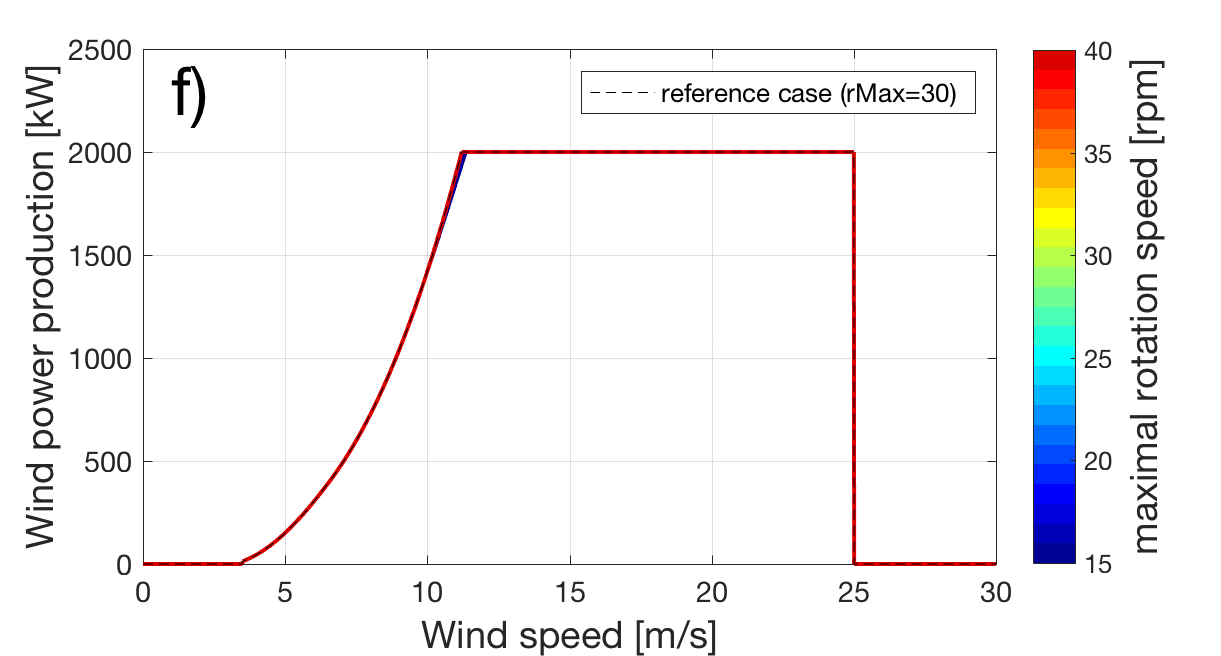 f)
reference case (rMax=30)
Wind power production [kW]
2500
2000
1500
1000
500
0
0 5 10 15 20 25 30
Wind speed [m/s]
40
35
30
25
20
15
maximal rotation speed [rpm]